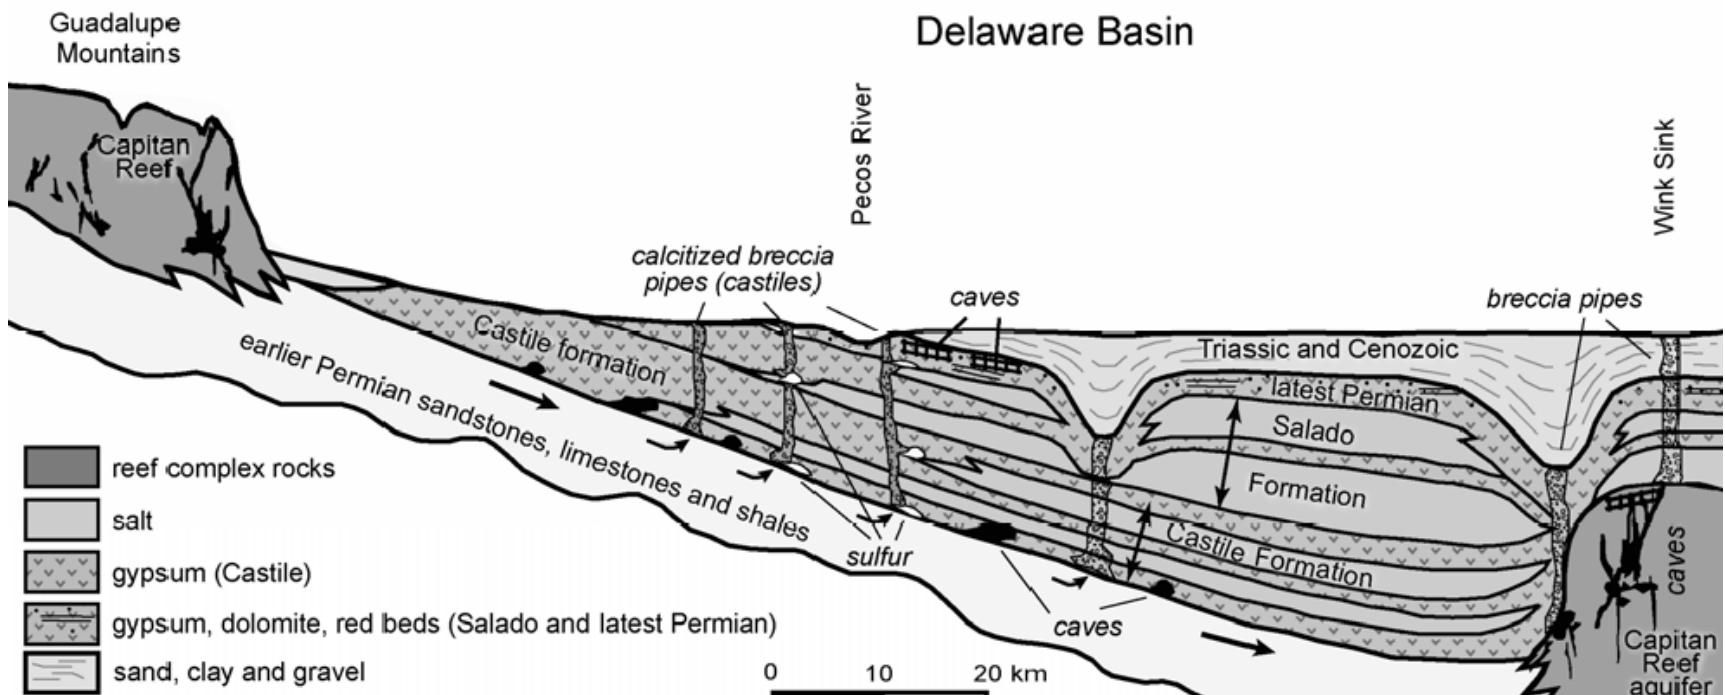 Guadalupe
Mountains
Delaware Basin
Capitan
Reef
Pecos River
Wink Sink
calcitized breccia
pipes (castiles)
caves
breccia pipes
Castile formation
earlier Permian sandstones, limestones and shales
Triassic and Cenozoic
latest Permian
Salado
Formation
Castile Formation
sulfur
caves
caves
Capitan
Reef
aquifer
reef complex rocks
salt
gypsum (Castile)
gypsum, dolomite, red beds (Salado and latest Permian)
sand, clay and gravel
0 10 20 km